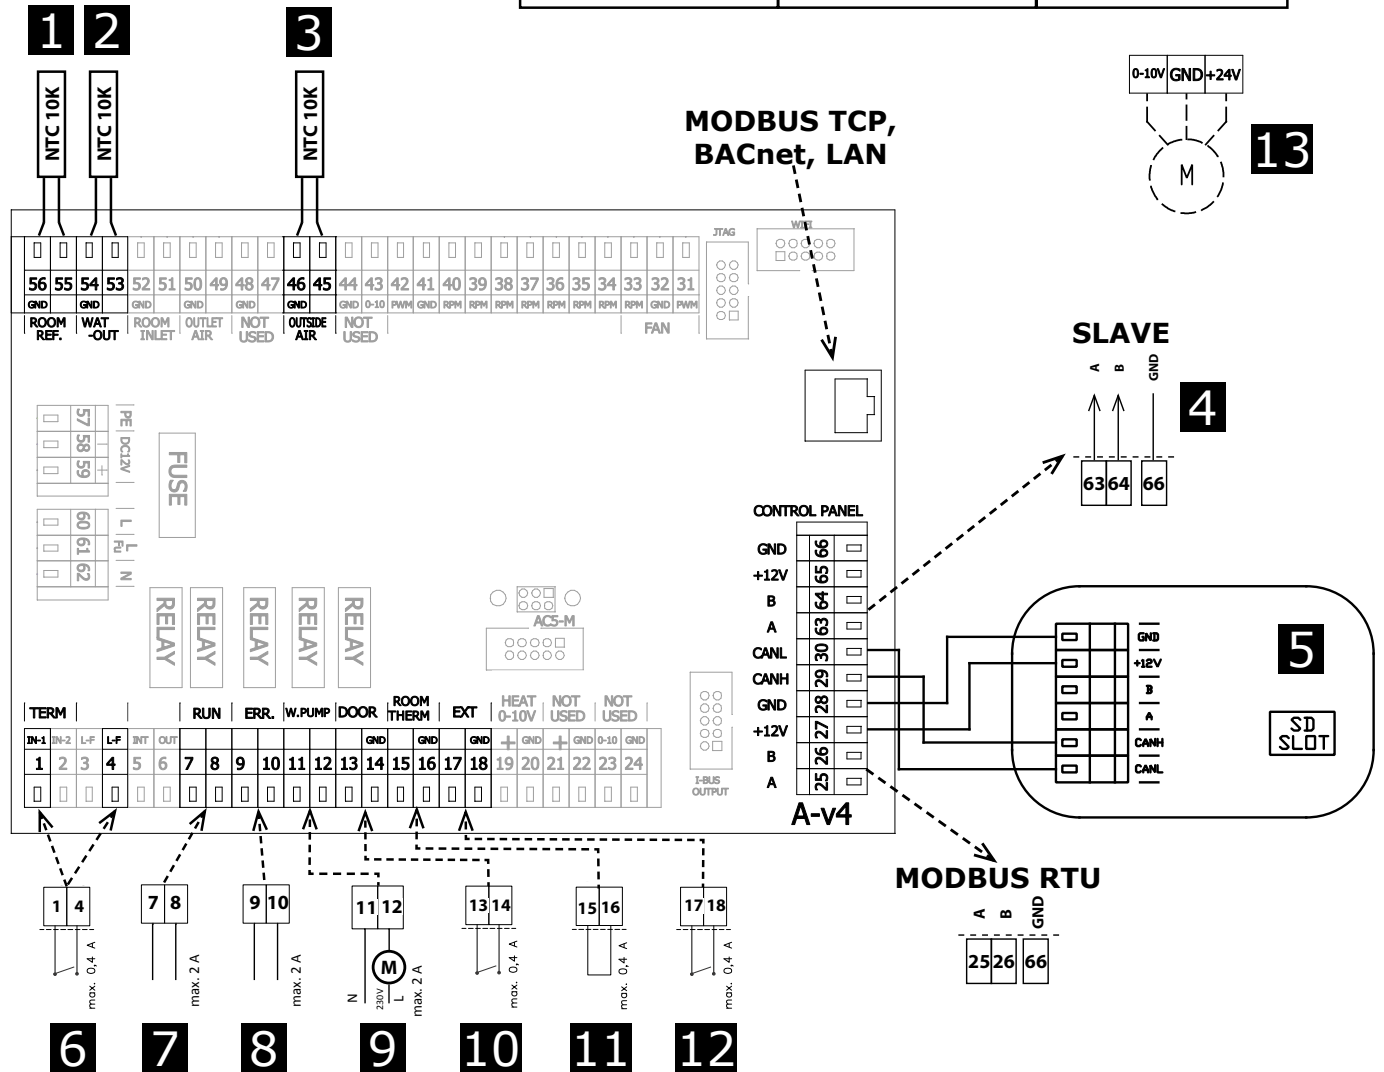 1 2 3
NTC 10K NTC 10K NTC 10K
0-10V GND +24V
M
13
MODBUS TCP,
BACnet, LAN
JTAG WIFI
56 55 54 53 52 51 50 49 48 47 46 45 44 43 42 41 40 39 38 37 36 35 34 33 32 31
GND GND GND GND GND GND GND 0-10 PWM GND RPM RPM RPM RPM RPM RPM RPM RPM GND PWM
ROOM REF.
WAT -OUT
ROOM INLET
OUTLET AIR
NOT USED
OUTSIDE AIR
NOT USED
FAN
57 PE
58 - DC12V
59 +
60 L
61 L Fu
62 N
FUSE
SLAVE
A B GND
63 64 66
4
CONTROL PANEL
GND 66
+12V 65
B 64
A 63
CANL 30
CANH 29
GND 28
+12V 27
B 26
A 25
A-v4
GND
+12V
B
A
CANH
CANL
5
SD
SLOT
RELAY RELAY RELAY RELAY RELAY
AC5-M
I-BUS
OUTPUT
TERM
RUN
ERR.
W.PUMP
DOOR
ROOM
THERM
EXT
HEAT
0-10V
NOT
USED
NOT
USED
IN-1 IN-2 L-F L-F INT OUT GND GND GND + GND + GND 0-10 GND
1 2 3 4 5 6 7 8 9 10 11 12 13 14 15 16 17 18 19 20 21 22 23 24
MODBUS RTU
A B GND
25 26 66
1 4
max. 0,4 A
6
7 8
max. 2 A
7
9 10
max. 2 A
8
11 12
M
N 230V L
max. 2 A
9
13 14
max. 0,4 A
10
15 16
max. 0,4 A
11
17 18
max. 0,4 A
12